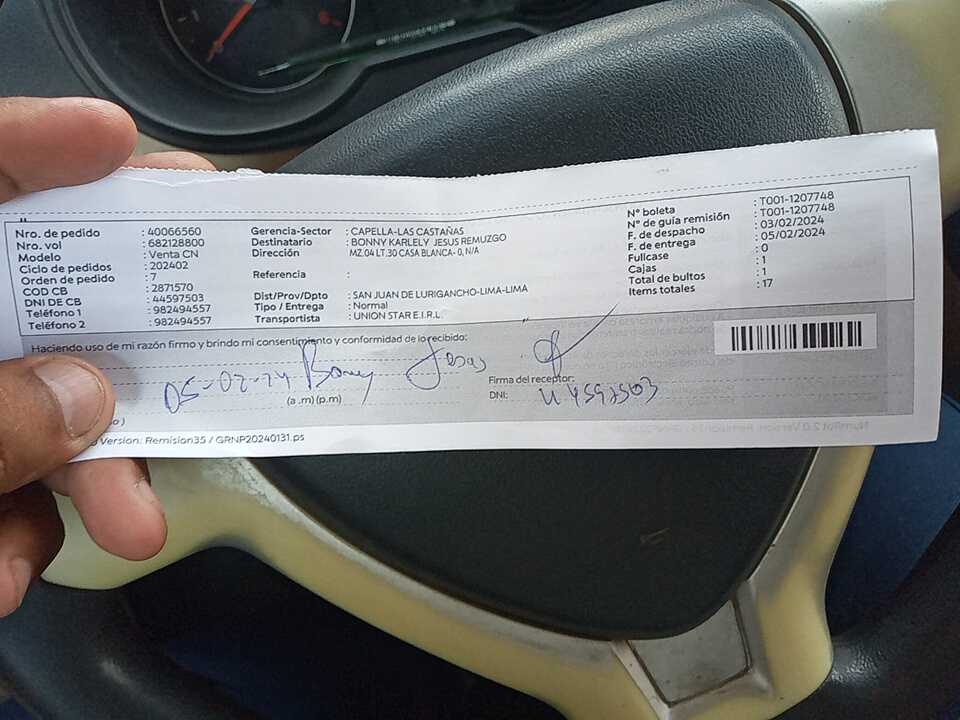 Nro. de pedido : 40066560
Nro. vol : 682128800
Modelo : Venta CN
Ciclo de pedidos : 202402
Orden de pedido : 7
COD CB : 2871570
DNI DE CB : 44597503
Teléfono 1 : 982494557
Teléfono 2 : 982494557
Gerencia-Sector : CAPELLA-LAS CASTAÑAS
Destinatario : BONNY KARLELY JESUS REMUZGO
Dirección : MZ.04 LT.30 CASA BLANCA- 0, N/A
Referencia :
Dist/Prov/Dpto : SAN JUAN DE LURIGANCHO-LIMA-LIMA
Tipo / Entrega : Normal
Transportista : UNION STAR E.I.R.L
N° boleta : T001-1207748
N° de guía remisión : T001-1207748
F. de despacho : 03/02/2024
F. de entrega : 05/02/2024
Fullcase : 0
Cajas : 1
Total de bultos : 1
Items totales : 17
Haciendo uso de mi razón firmo y brindo mi consentimiento y conformidad de lo recibido:
05-02-24 Bonny Jesus
(a .m) (p.m)
Firma del receptor:
DNI: 44597503
Version: Remision35 / GRNP20240131.ps